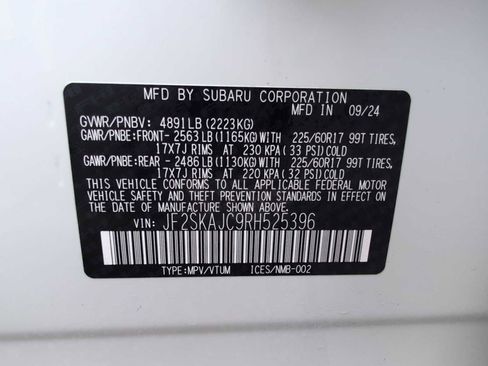 MFD BY SUBARU CORPORATION
MFD IN 09/24
GVWR/PNBV: 4891LB(2223KG)
GAWR/PNBE:FRONT- 2563LB(1165KG)WITH 225/60R17 99T TIRES,
17X7J RIMS AT 230 KPA(33 PSI)COLD
GAWR/PNBE:REAR - 2486LB(1130KG)WITH 225/60R17 99T TIRES,
17X7J RIMS AT 220 KPA(32 PSI)COLD
THIS VEHICLE CONFORMS TO ALL APPLICABLE FEDERAL MOTOR
VEHICLE SAFETY AND THEFT PREVENTION STANDARDS IN EFFECT ON
THE DATE OF MANUFACTURE SHOWN ABOVE.
VIN: JF2SKAJC9RH525396
TYPE:MPV/VTUM ICES/NMB-002